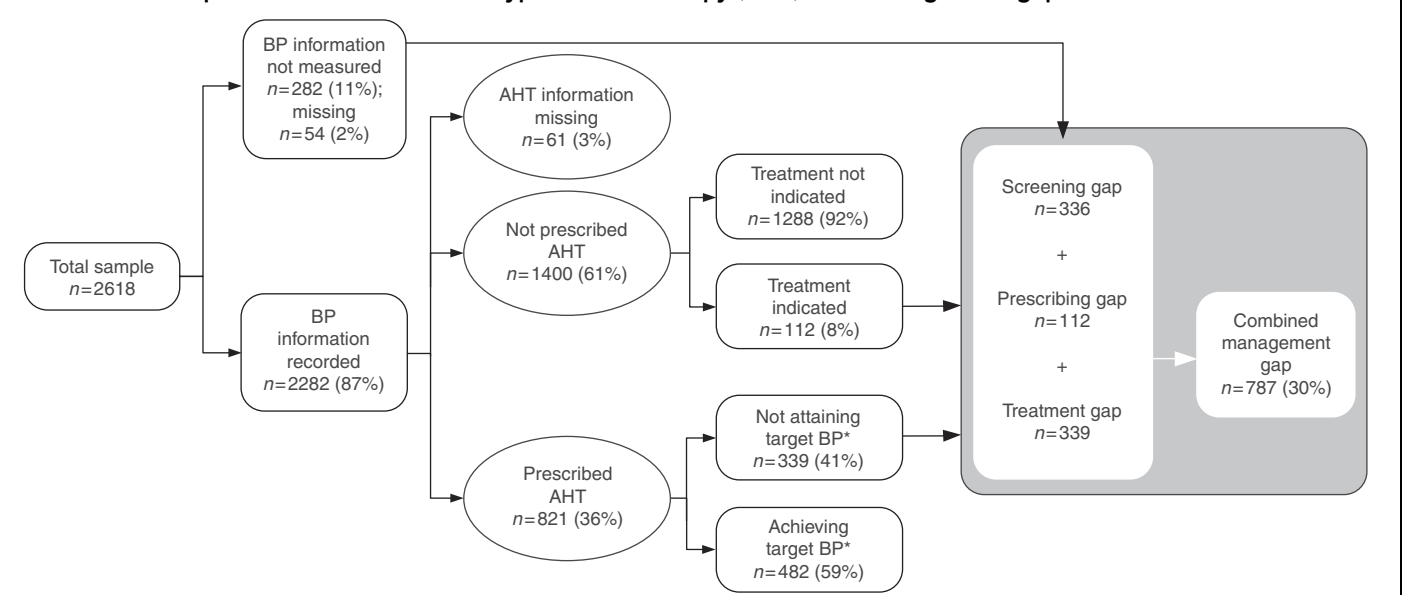 BP information
not measured
n=282 (11%);
missing
n=54 (2%)
AHT information
missing
n=61 (3%)
Treatment not
indicated
n=1288 (92%)
Screening gap
n=336
+
Prescribing gap
n=112
+
Treatment gap
n=339
Not prescribed
AHT
n=1400 (61%)
Total sample
n=2618
Treatment
indicated
n=112 (8%)
BP
information
recorded
n=2282 (87%)
Combined
management
gap
n=787 (30%)
Not attaining
target BP*
n=339 (41%)
Prescribed
AHT
n=821 (36%)
Achieving
target BP*
n=482 (59%)